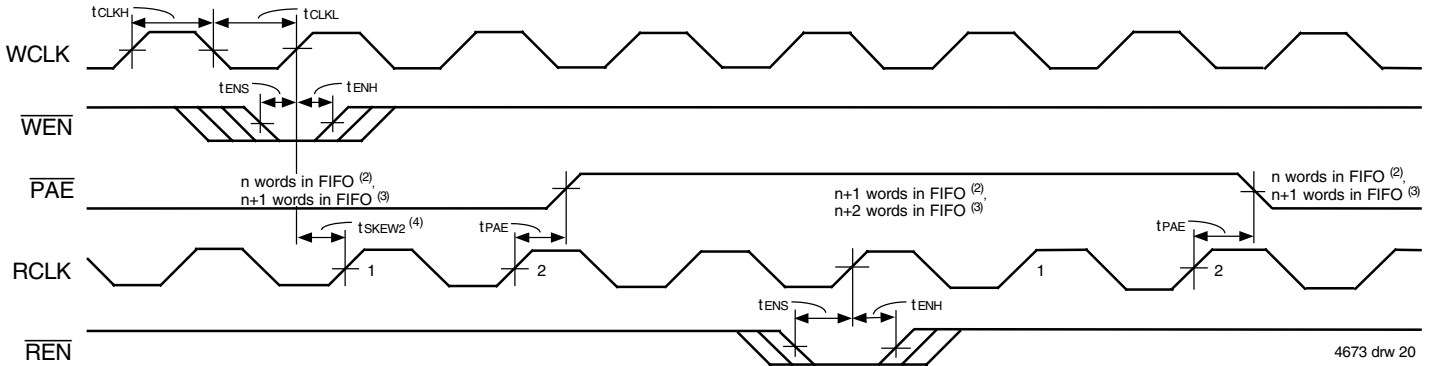 tCLKH
tCLKL
WCLK
tENS
tENH
WEN
PAE
n words in FIFO (2),
n+1 words in FIFO (3)
n+1 words in FIFO (2),
n+2 words in FIFO (3)
n words in FIFO (2),
n+1 words in FIFO (3)
tSKEW2 (4)
tPAE
tPAE
RCLK
1
2
1
2
tENS
tENH
REN
4673 drw 20